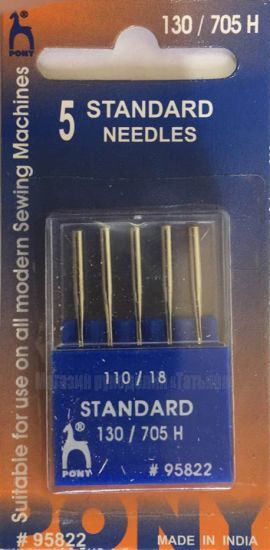 PONY
130 / 705 H
5 STANDARD
NEEDLES
Suitable for use on all modern Sewing Machines
110 / 18
STANDARD
130 / 705 H
PONY
# 95822
# 95822
MADE IN INDIA
PONY